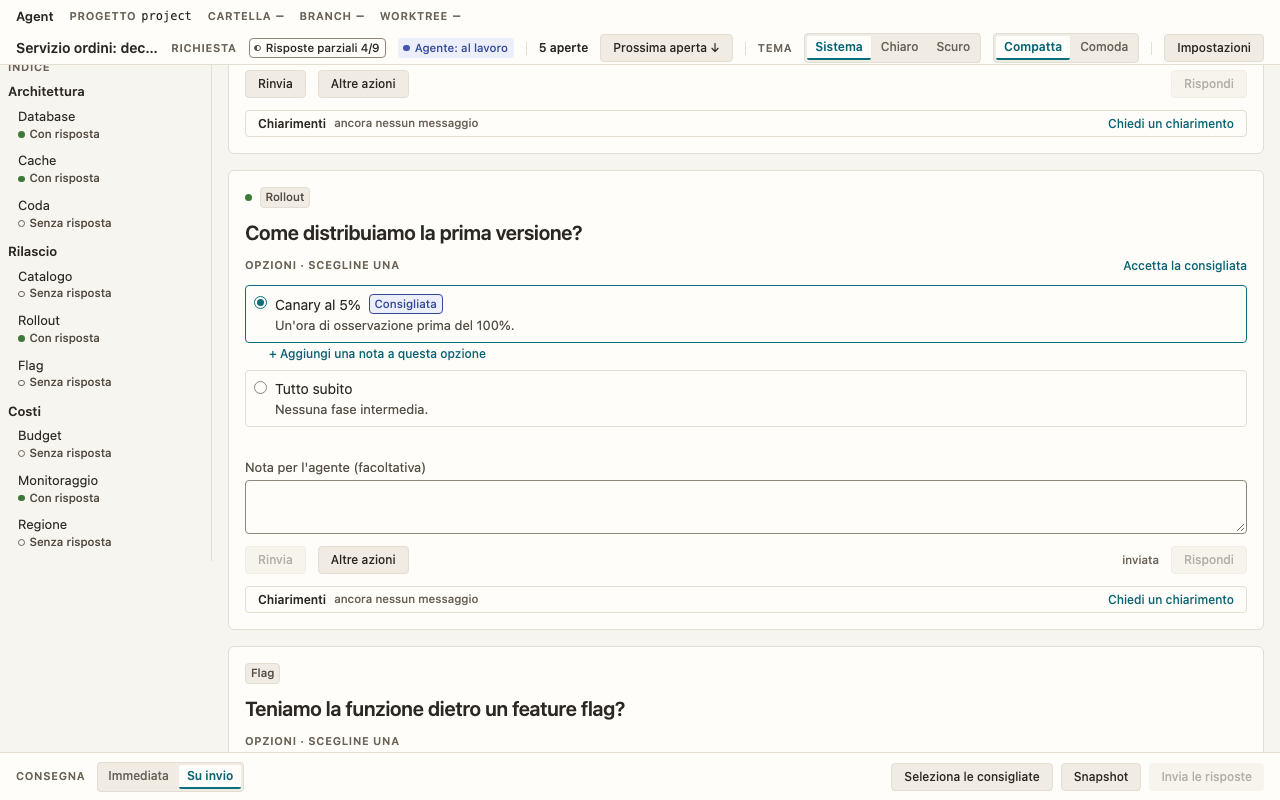 Agent PROGETTO project CARTELLA – BRANCH – WORKTREE –
Servizio ordini: dec... RICHIESTA Risposte parziali 4/9 Agente: al lavoro 5 aperte Prossima aperta ↓ TEMA Sistema Chiaro Scuro Compatta Comoda Impostazioni
INDICE
Architettura
Database
Con risposta
Cache
Con risposta
Coda
Senza risposta
Rilascio
Catalogo
Senza risposta
Rollout
Con risposta
Flag
Senza risposta
Costi
Budget
Senza risposta
Monitoraggio
Con risposta
Regione
Senza risposta
Rinvia Altre azioni Rispondi
Chiarimenti ancora nessun messaggio Chiedi un chiarimento
Rollout
Come distribuiamo la prima versione?
OPZIONI · SCEGLINE UNA Accetta la consigliata
Canary al 5% Consigliata
Un'ora di osservazione prima del 100%.
+ Aggiungi una nota a questa opzione
Tutto subito
Nessuna fase intermedia.
Nota per l'agente (facoltativa)
Rinvia Altre azioni inviata Rispondi
Chiarimenti ancora nessun messaggio Chiedi un chiarimento
Flag
Teniamo la funzione dietro un feature flag?
OPZIONI · SCEGLINE UNA
CONSEGNA Immediata Su invio Seleziona le consigliate Snapshot Invia le risposte